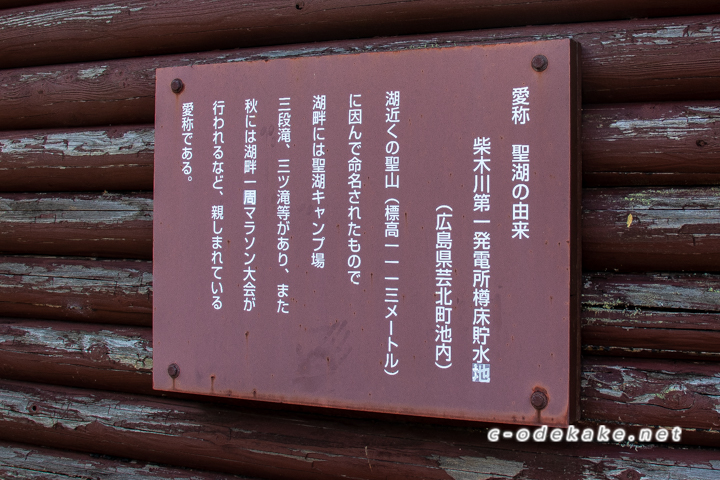 愛称　聖湖の由来
柴木川第一発電所樽床貯水地
（広島県芸北町池内）
湖近くの聖山（標高一一一三メートル）
に因んで命名されたもので
湖畔には聖湖キャンプ場
三段滝、三ツ滝等があり、また
秋には湖畔一周マラソン大会が
行われるなど、親しまれている
愛称である。
c-odekake.net